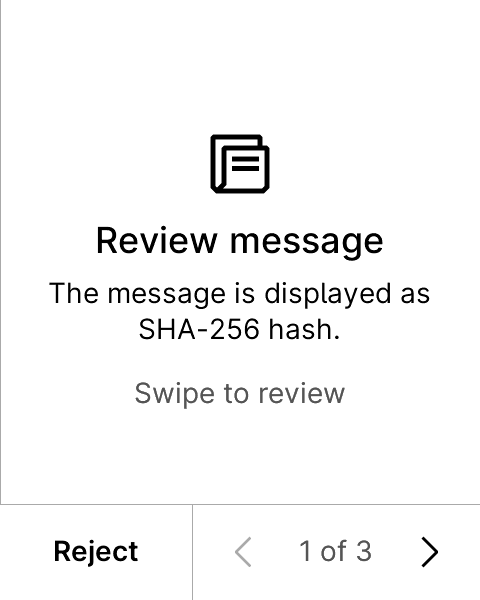 Review message
The message is displayed as
SHA-256 hash.
Swipe to review
Reject
1 of 3